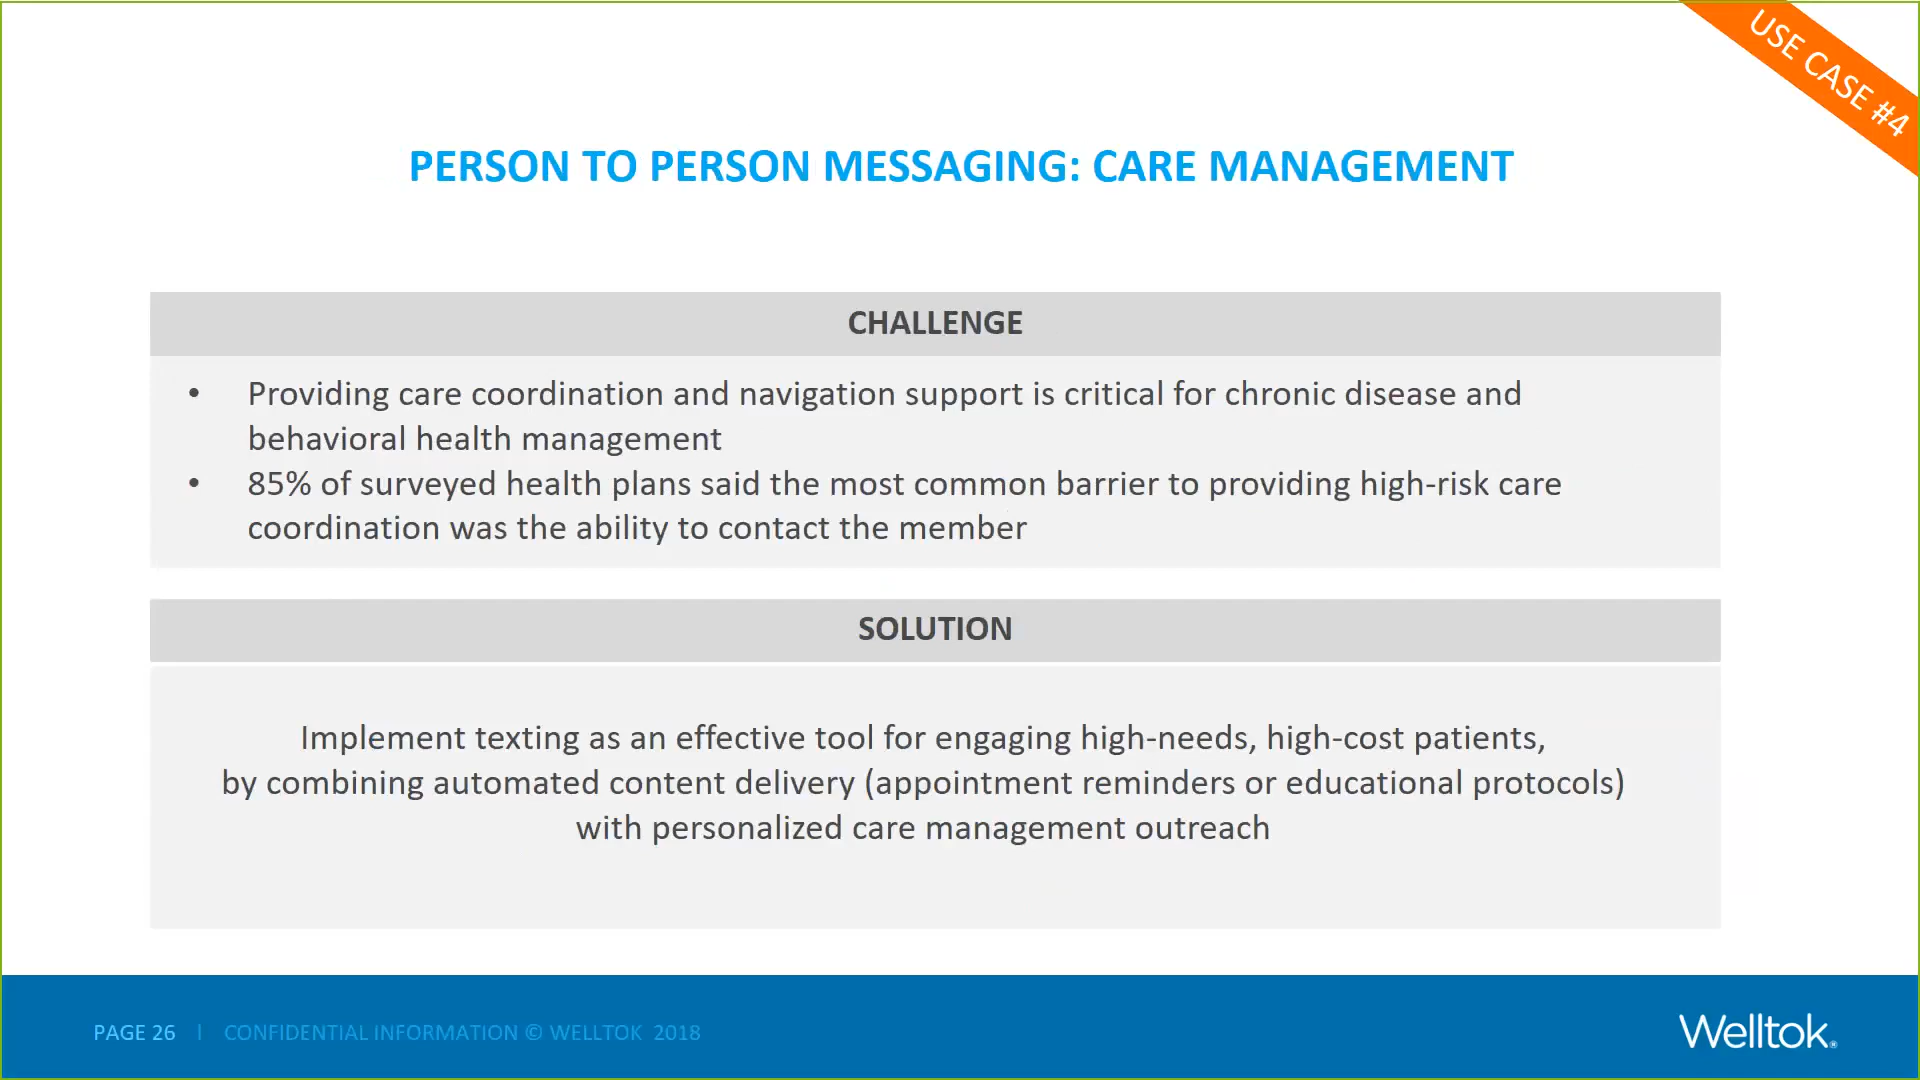 USE CASE #4
PERSON TO PERSON MESSAGING: CARE MANAGEMENT
CHALLENGE
• Providing care coordination and navigation support is critical for chronic disease and
behavioral health management
• 85% of surveyed health plans said the most common barrier to providing high-risk care
coordination was the ability to contact the member
SOLUTION
Implement texting as an effective tool for engaging high-needs, high-cost patients,
by combining automated content delivery (appointment reminders or educational protocols)
with personalized care management outreach
PAGE 26 | CONFIDENTIAL INFORMATION © WELLTOK 2018
Welltok®